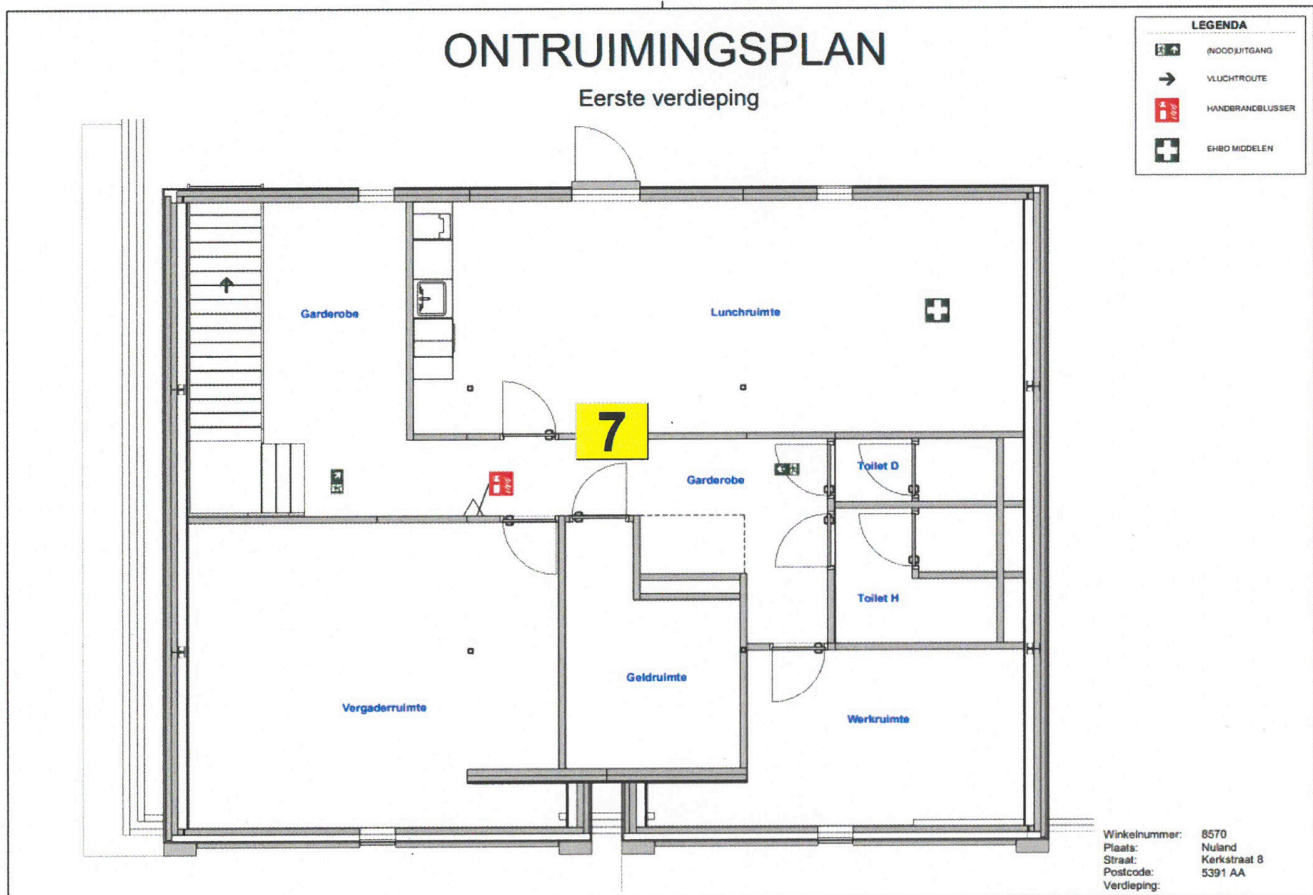 ONTRUIMINGSPLAN
Eerste verdieping
LEGENDA
(NOOD)UITGANG
VLUCHTROUTE
HANDBRANDBLUSSER
EHBO MIDDELEN
Garderobe
Lunchruimte
7
Garderobe
Toilet D
Toilet H
Geldruimte
Vergaderruimte
Werkruimte
Winkelnummer: 8570
Plaats: Nuland
Straat: Kerkstraat 8
Postcode: 5391 AA
Verdieping: